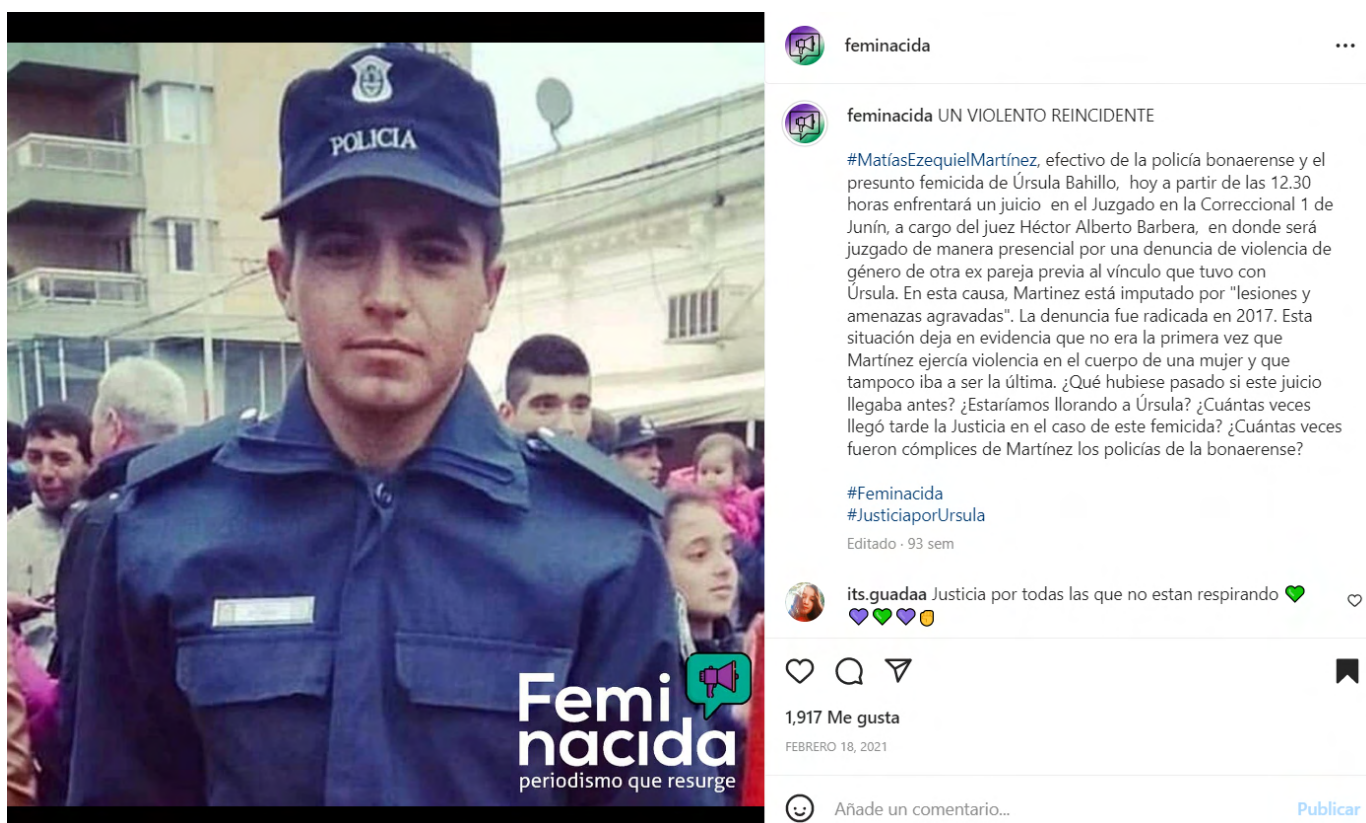 POLICIA
Femi
nacida
periodismo que resurge
feminacida
feminacida UN VIOLENTO REINCIDENTE
#MatíasEzequielMartínez, efectivo de la policía bonaerense y el
presunto femicida de Úrsula Bahillo, hoy a partir de las 12.30
horas enfrentará un juicio en el Juzgado en la Correccional 1 de
Junín, a cargo del juez Héctor Alberto Barbera, en donde será
juzgado de manera presencial por una denuncia de violencia de
género de otra ex pareja previa al vínculo que tuvo con
Úrsula. En esta causa, Martinez está imputado por "lesiones y
amenazas agravadas". La denuncia fue radicada en 2017. Esta
situación deja en evidencia que no era la primera vez que
Martínez ejercía violencia en el cuerpo de una mujer y que
tampoco iba a ser la última. ¿Qué hubiese pasado si este juicio
llegaba antes? ¿Estaríamos llorando a Úrsula? ¿Cuántas veces
llegó tarde la Justicia en el caso de este femicida? ¿Cuántas veces
fueron cómplices de Martínez los policías de la bonaerense?
#Feminacida
#JusticiaporUrsula
Editado · 93 sem
its.guadaa Justicia por todas las que no estan respirando 💚
💜💚💜✊
1,917 Me gusta
FEBRERO 18, 2021
Añade un comentario...
Publicar